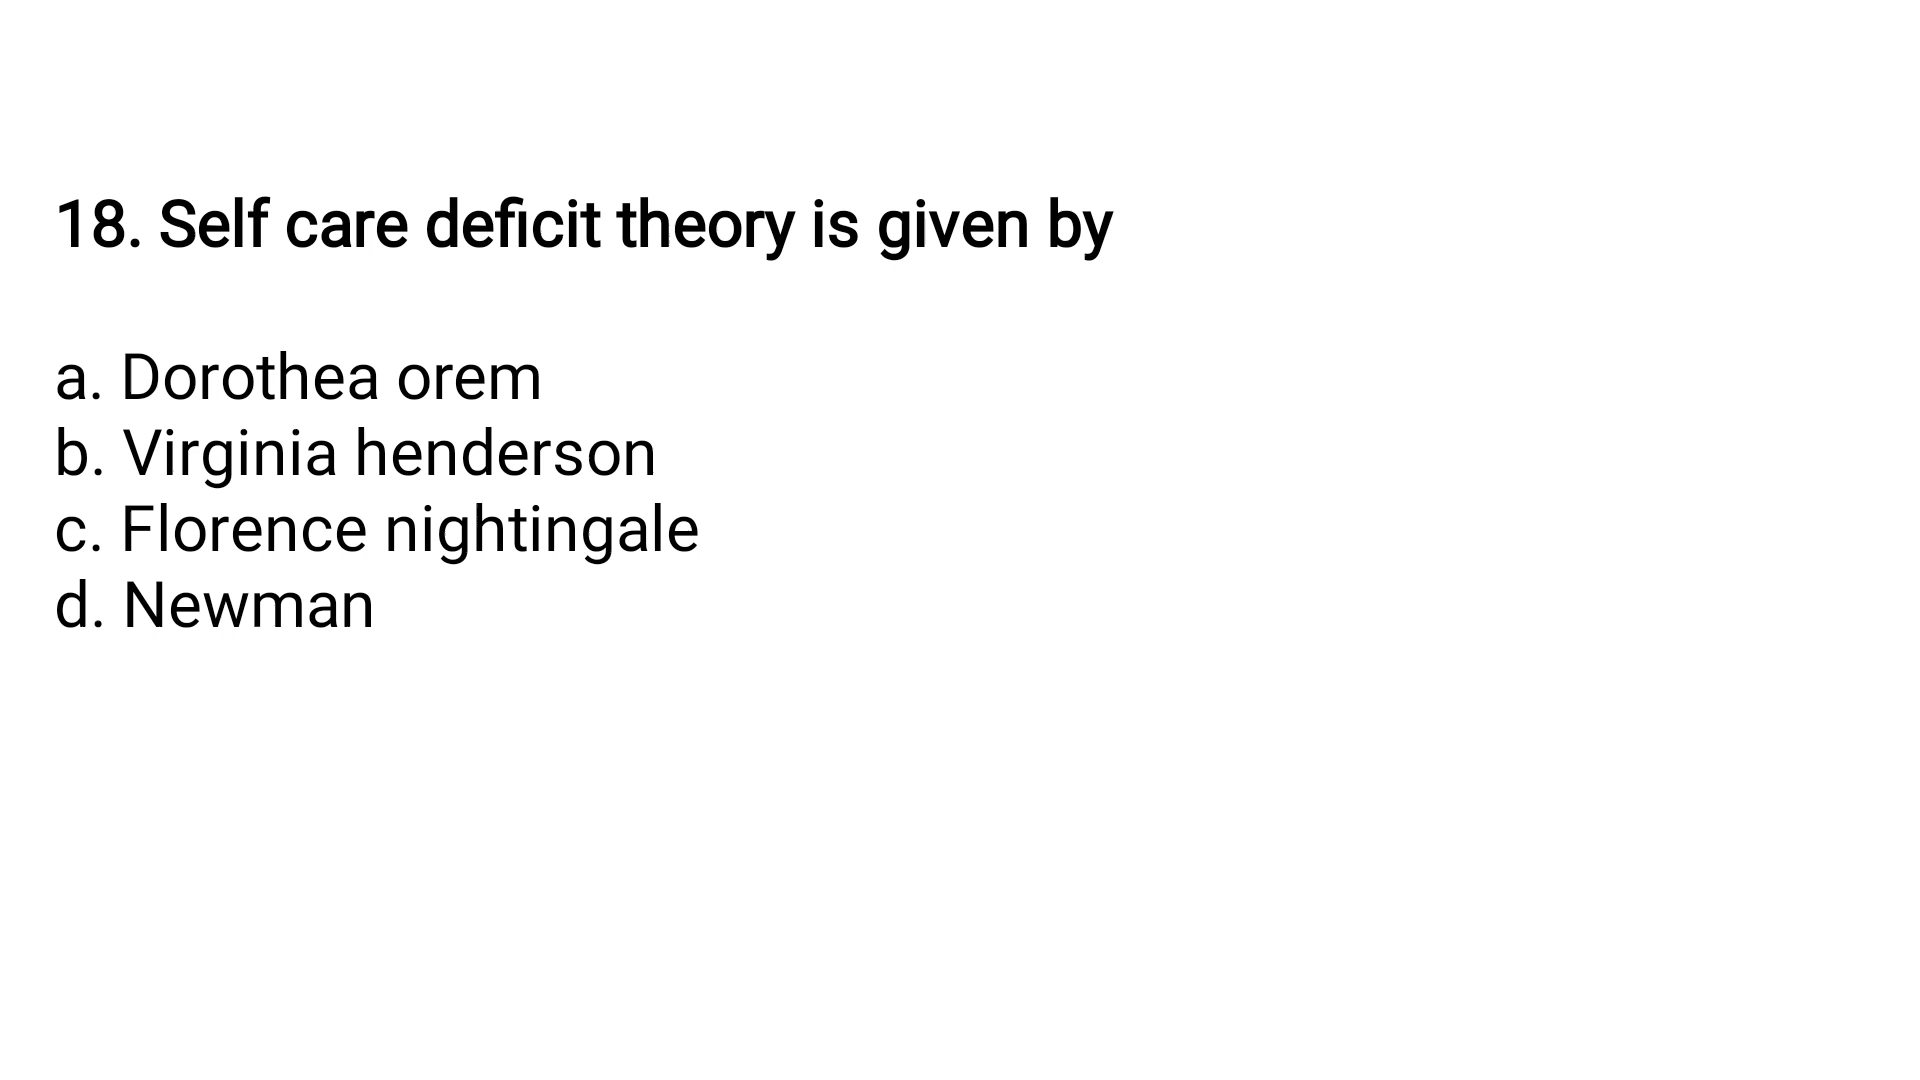 18. Self care deficit theory is given by
a. Dorothea orem
b. Virginia henderson
c. Florence nightingale
d. Newman